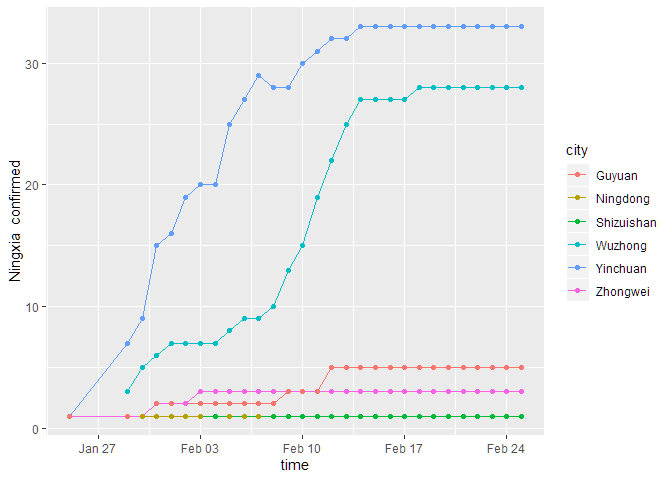 30
20
10
0
Ningxia confirmed
Jan 27
Feb 03
Feb 10
Feb 17
Feb 24
time
city
Guyuan
Ningdong
Shizuishan
Wuzhong
Yinchuan
Zhongwei